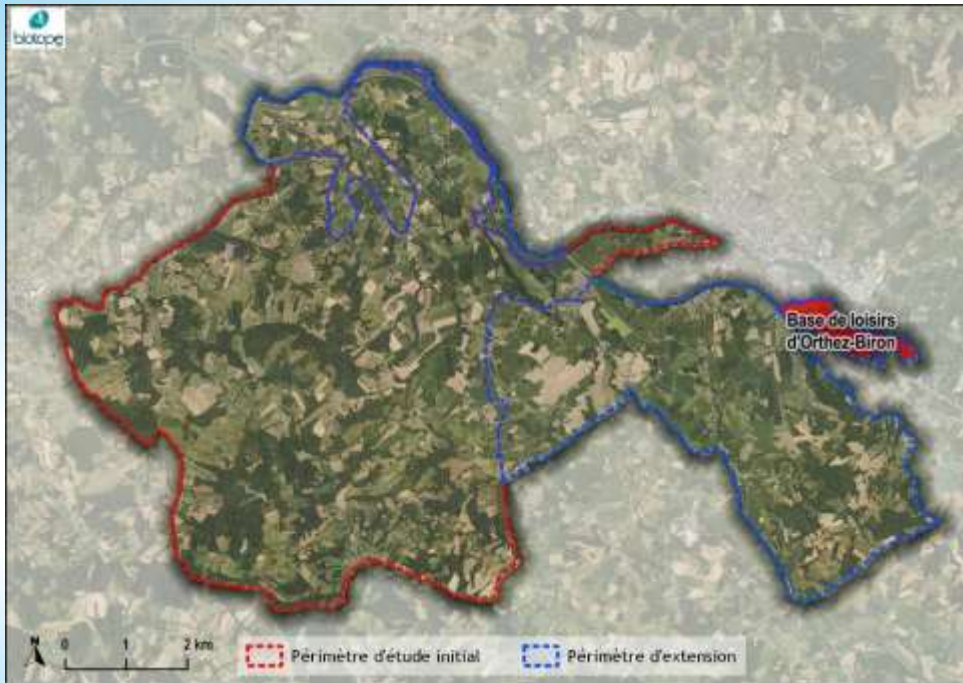 biotope
Base de loisirs
d'Orthez-Biron
N
0 1 2 km
Périmètre d'étude initial
Périmètre d'extension